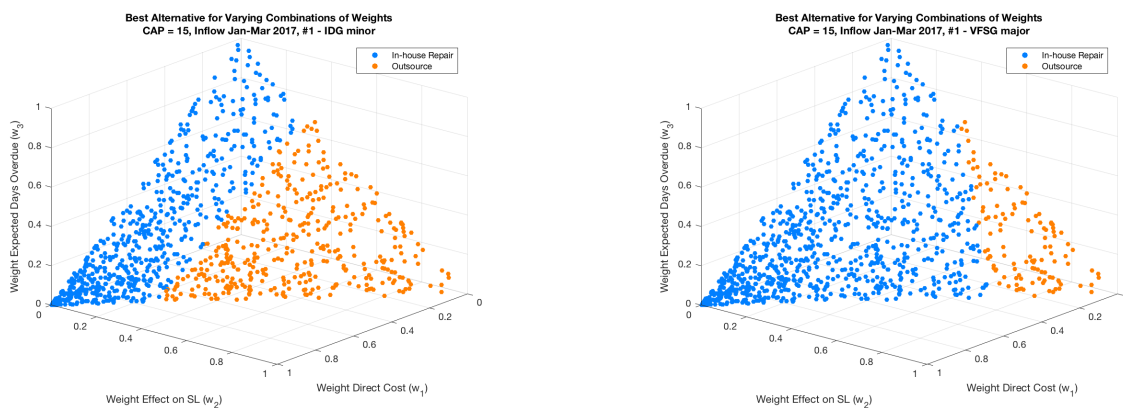 Best Alternative for Varying Combinations of Weights
CAP = 15, Inflow Jan-Mar 2017, #1 - IDG minor
In-house Repair
Outsource
Weight Expected Days Overdue (w3)
1
0.8
0.6
0.4
0.2
0
0
0.2
0.4
0.6
0.8
1
Weight Effect on SL (w2)
1
0.8
0.6
0.4
0.2
0
Weight Direct Cost (w1)
Best Alternative for Varying Combinations of Weights
CAP = 15, Inflow Jan-Mar 2017, #1 - VFSG major
In-house Repair
Outsource
Weight Expected Days Overdue (w3)
1
0.8
0.6
0.4
0.2
0
0
0.2
0.4
0.6
0.8
1
Weight Effect on SL (w2)
1
0.8
0.6
0.4
0.2
Weight Direct Cost (w1)